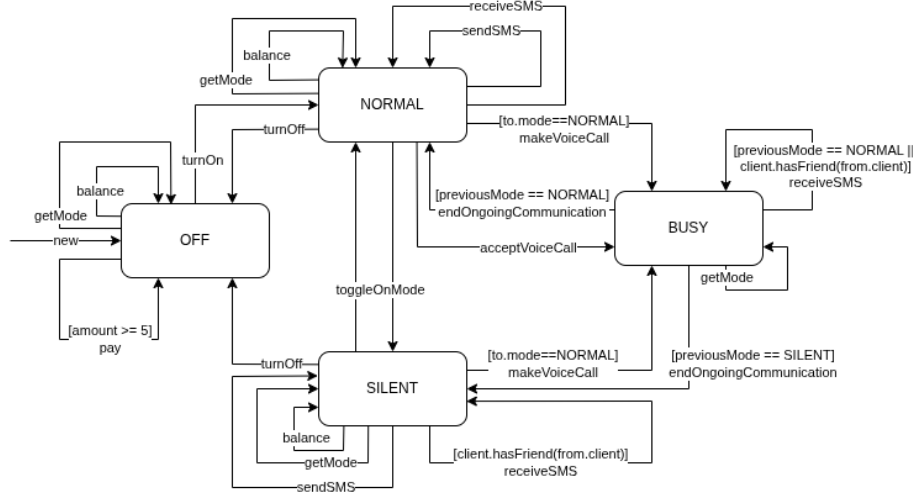 receiveSMS
sendSMS
balance
getMode
NORMAL
[to.mode==NORMAL]
makeVoiceCall
turnOff
turnOn
[previousMode == NORMAL ||
client.hasFriend(from.client)]
receiveSMS
balance
getMode
[previousMode == NORMAL]
endOngoingCommunication
BUSY
new
OFF
acceptVoiceCall
getMode
toggleOnMode
[amount >= 5]
pay
turnOff
[to.mode==NORMAL]
makeVoiceCall
[previousMode == SILENT]
endOngoingCommunication
SILENT
balance
getMode
sendSMS
[client.hasFriend(from.client)]
receiveSMS